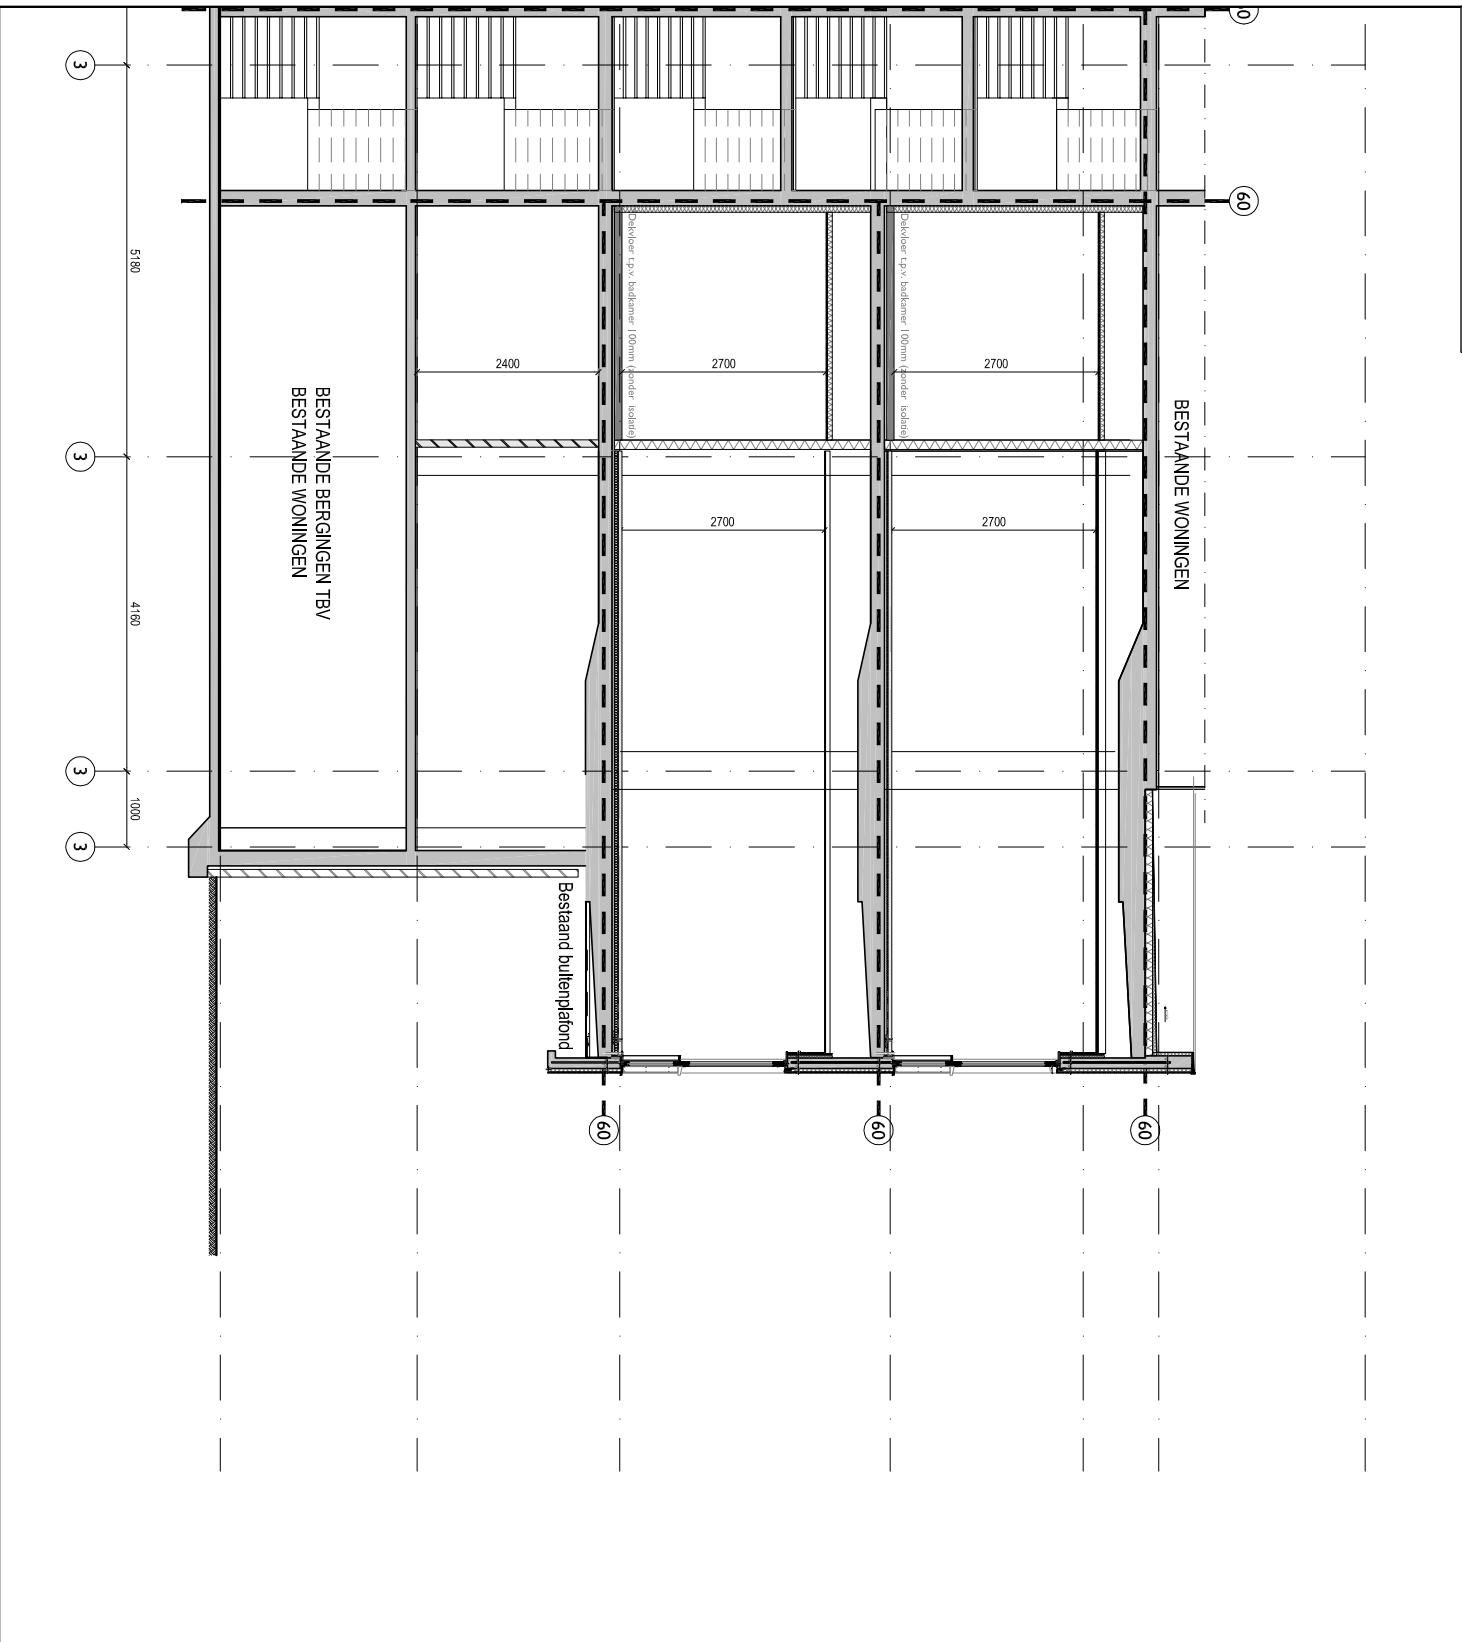 3
5180
3
4160
3
1000
3
BESTAANDE BERGINGEN TBV
BESTAANDE WONINGEN
2400
2700
2700
2700
2700
Dekvloer t.p.v. badkamer 100mm (zonder isolatie)
Dekvloer t.p.v. badkamer 100mm (zonder isolatie)
BESTAANDE WONINGEN
Bestaand buitenplafond
60
60
60
60